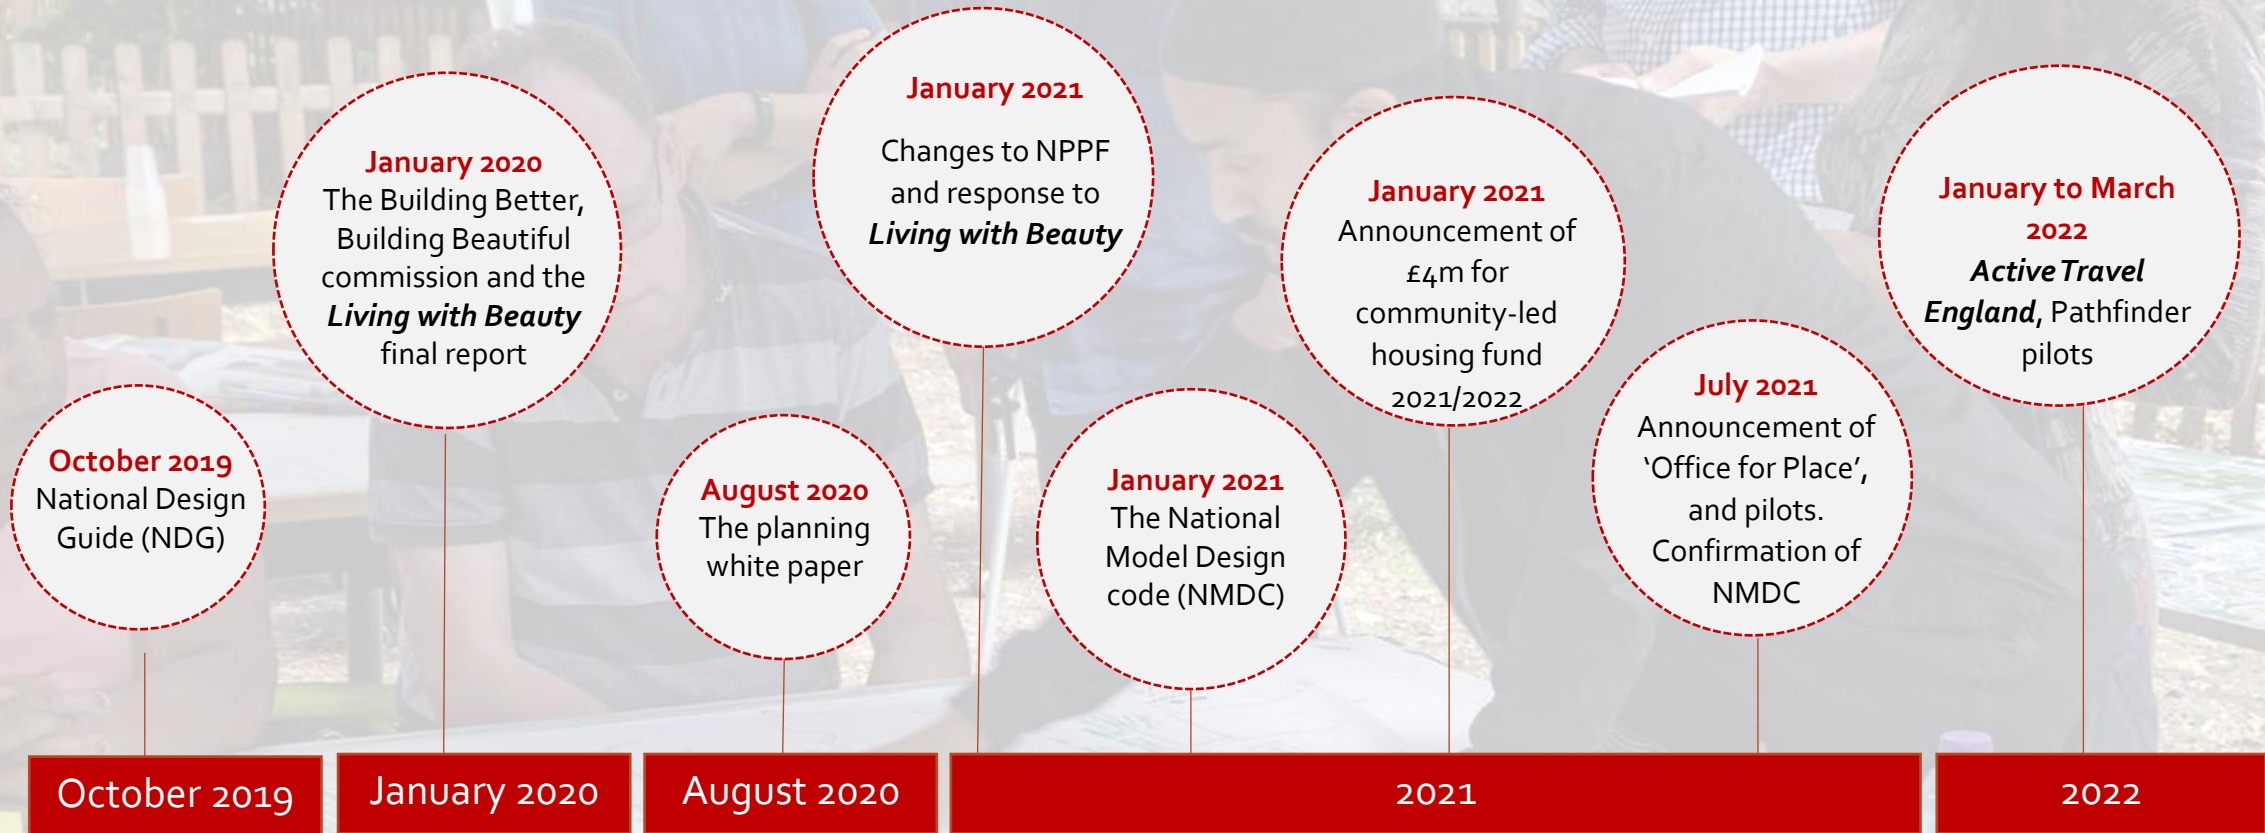 October 2019
National Design
Guide (NDG)
January 2020
The Building Better,
Building Beautiful
commission and the
Living with Beauty
final report
August 2020
The planning
white paper
January 2021
Changes to NPPF
and response to
Living with Beauty
January 2021
The National
Model Design
code (NMDC)
January 2021
Announcement of
£4m for
community-led
housing fund
2021/2022
July 2021
Announcement of
‘Office for Place’,
and pilots.
Confirmation of
NMDC
January to March
2022
Active Travel
England, Pathfinder
pilots
October 2019
January 2020
August 2020
2021
2022